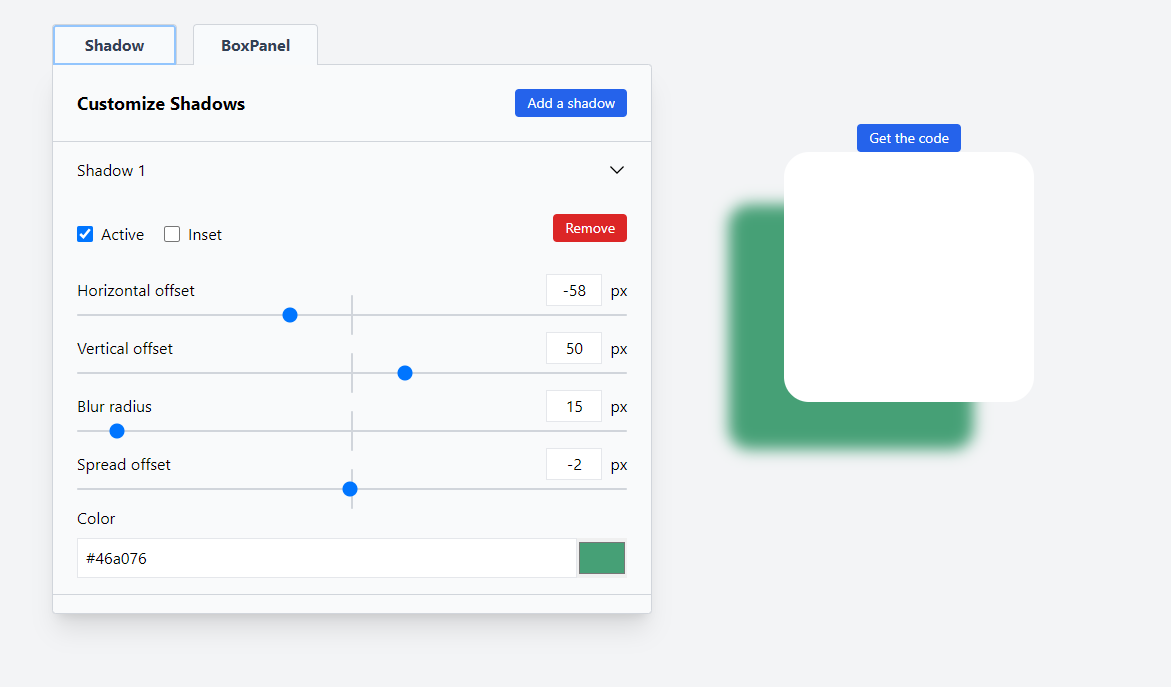 Shadow BoxPanel
Customize Shadows Add a shadow
Shadow 1
Active Inset Remove
Horizontal offset -58 px
Vertical offset 50 px
Blur radius 15 px
Spread offset -2 px
Color
#46a076
Get the code